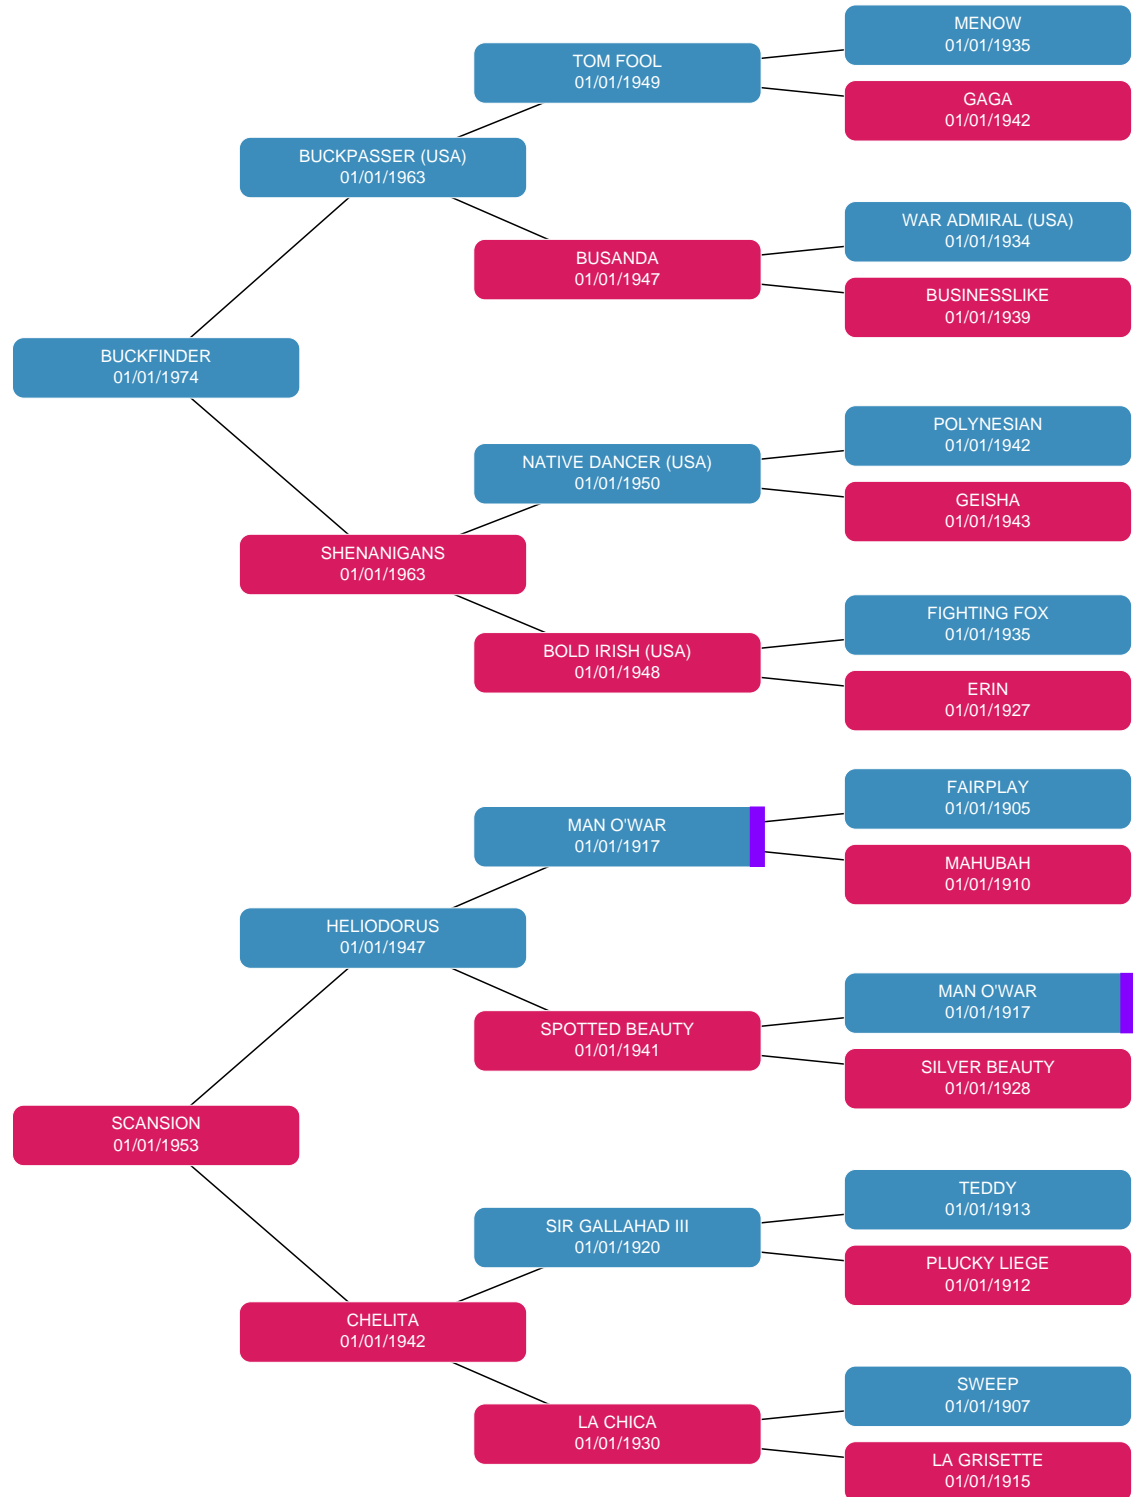 MENOW
01/01/1935
TOM FOOL
01/01/1949
GAGA
01/01/1942
BUCKPASSER (USA)
01/01/1963
WAR ADMIRAL (USA)
01/01/1934
BUSANDA
01/01/1947
BUSINESSLIKE
01/01/1939
BUCKFINDER
01/01/1974
POLYNESIAN
01/01/1942
NATIVE DANCER (USA)
01/01/1950
GEISHA
01/01/1943
SHENANIGANS
01/01/1963
FIGHTING FOX
01/01/1935
BOLD IRISH (USA)
01/01/1948
ERIN
01/01/1927
FAIRPLAY
01/01/1905
MAN O'WAR
01/01/1917
MAHUBAH
01/01/1910
HELIODORUS
01/01/1947
MAN O'WAR
01/01/1917
SPOTTED BEAUTY
01/01/1941
SILVER BEAUTY
01/01/1928
SCANSION
01/01/1953
TEDDY
01/01/1913
SIR GALLAHAD III
01/01/1920
PLUCKY LIEGE
01/01/1912
CHELITA
01/01/1942
SWEEP
01/01/1907
LA CHICA
01/01/1930
LA GRISETTE
01/01/1915